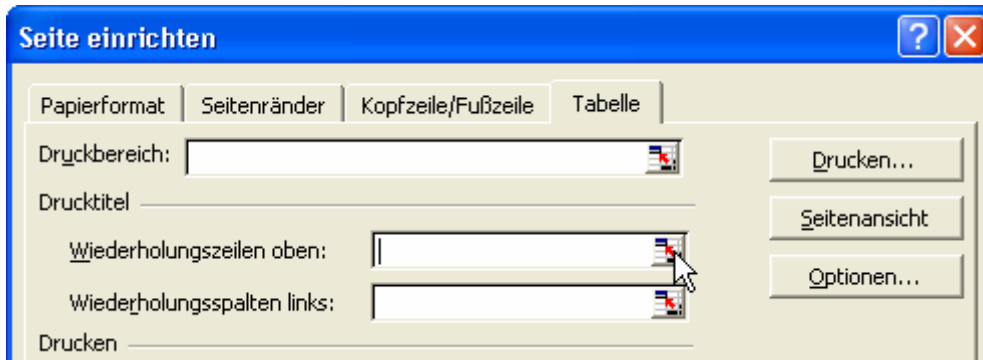 Seite einrichten
Papierformat Seitenränder Kopfzeile/Fußzeile Tabelle
Druckbereich: Drucken...
Drucktitel Seitenansicht
Wiederholungszeilen oben:
Optionen...
Wiederholungsspalten links:
Drucken